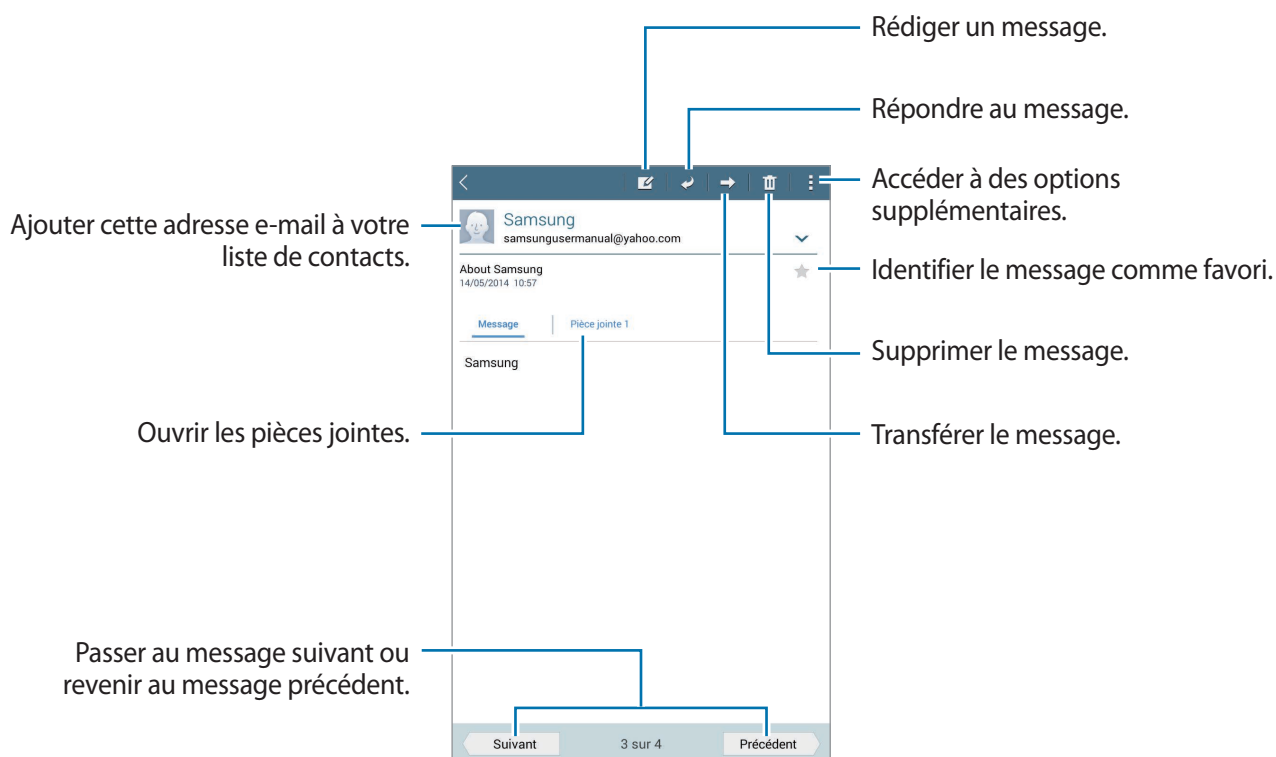 Rédiger un message.
Répondre au message.
Accéder à des options
supplémentaires.
Ajouter cette adresse e-mail à votre
liste de contacts.
Samsung
samsungusermanual@yahoo.com
Identifier le message comme favori.
About Samsung
14/05/2014 10:57
Message
Pièce jointe 1
Supprimer le message.
Samsung
Ouvrir les pièces jointes.
Transférer le message.
Passer au message suivant ou
revenir au message précédent.
Suivant
3 sur 4
Précédent